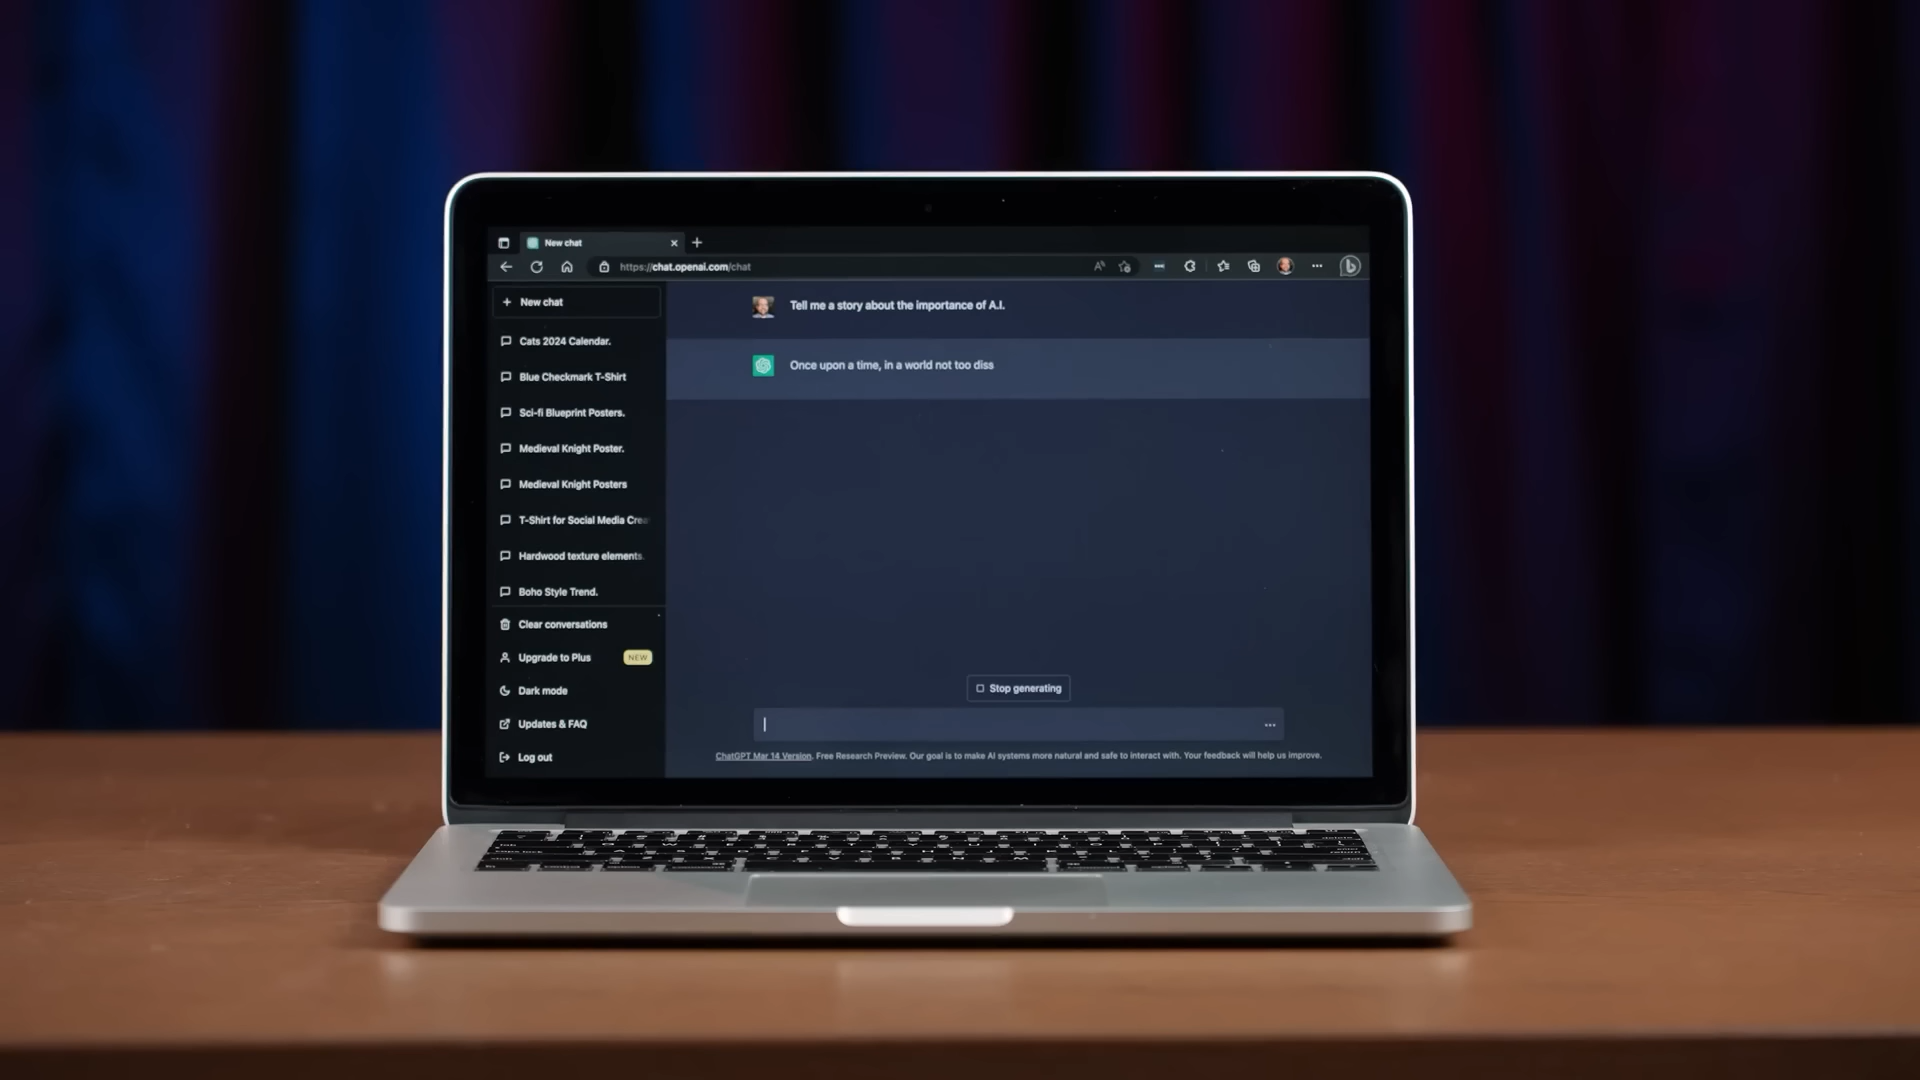 New chat
https://chat.openai.com/chat
New chat
Cats 2024 Calendar.
Blue Checkmark T-Shirt
Sci-fi Blueprint Posters.
Medieval Knight Poster.
Medieval Knight Posters
T-Shirt for Social Media Crea
Hardwood texture elements.
Boho Style Trend.
Clear conversations
Upgrade to Plus NEW
Dark mode
Updates & FAQ
Log out
Tell me a story about the importance of A.I.
Once upon a time, in a world not too diss
Stop generating
ChatGPT Mar 14 Version. Free Research Preview. Our goal is to make AI systems more natural and safe to interact with. Your feedback will help us improve.